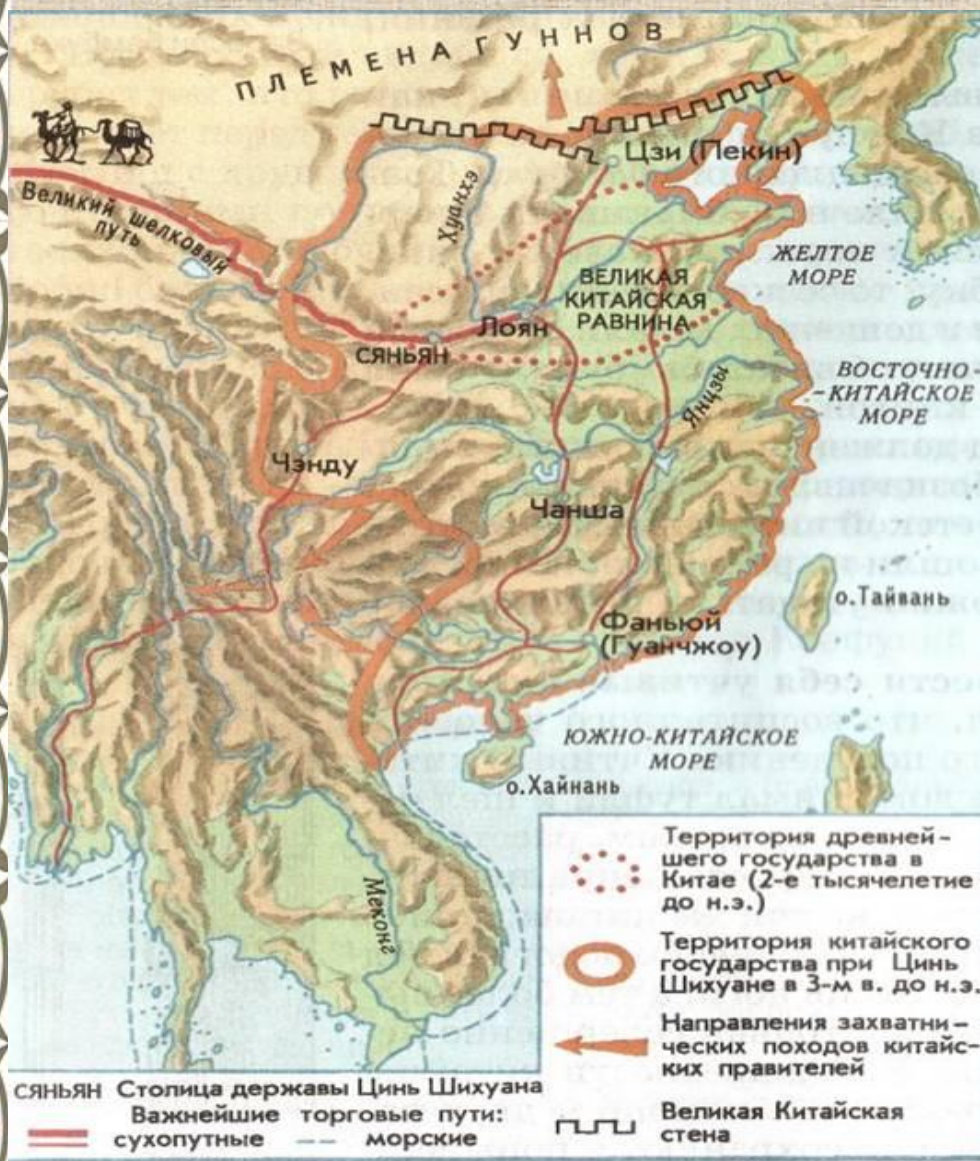 ПЛЕМЕНА ГУННОВ
Цзи (Пекин)
Великий шелковый
путь
Хуанхэ
ЖЕЛТОЕ
МОРЕ
ВЕЛИКАЯ
КИТАЙСКАЯ
РАВНИНА
Лоян
СЯНЬЯН
ВОСТОЧНО-
-КИТАЙСКОЕ
МОРЕ
Янцзы
Чэнду
Чанша
о.Тайвань
Фаньюй
(Гуанчжоу)
ЮЖНО-КИТАЙСКОЕ
МОРЕ
о.Хайнань
Меконг
Территория древней-
шего государства в
Китае (2-е тысячелетие
до н.э.)
Территория китайского
государства при Цинь
Шихуане в 3-м в. до н.э.
Направления захватни-
ческих походов китайс-
ких правителей
Великая Китайская
стена
СЯНЬЯН Столица державы Цинь Шихуана
Важнейшие торговые пути:
сухопутные морские